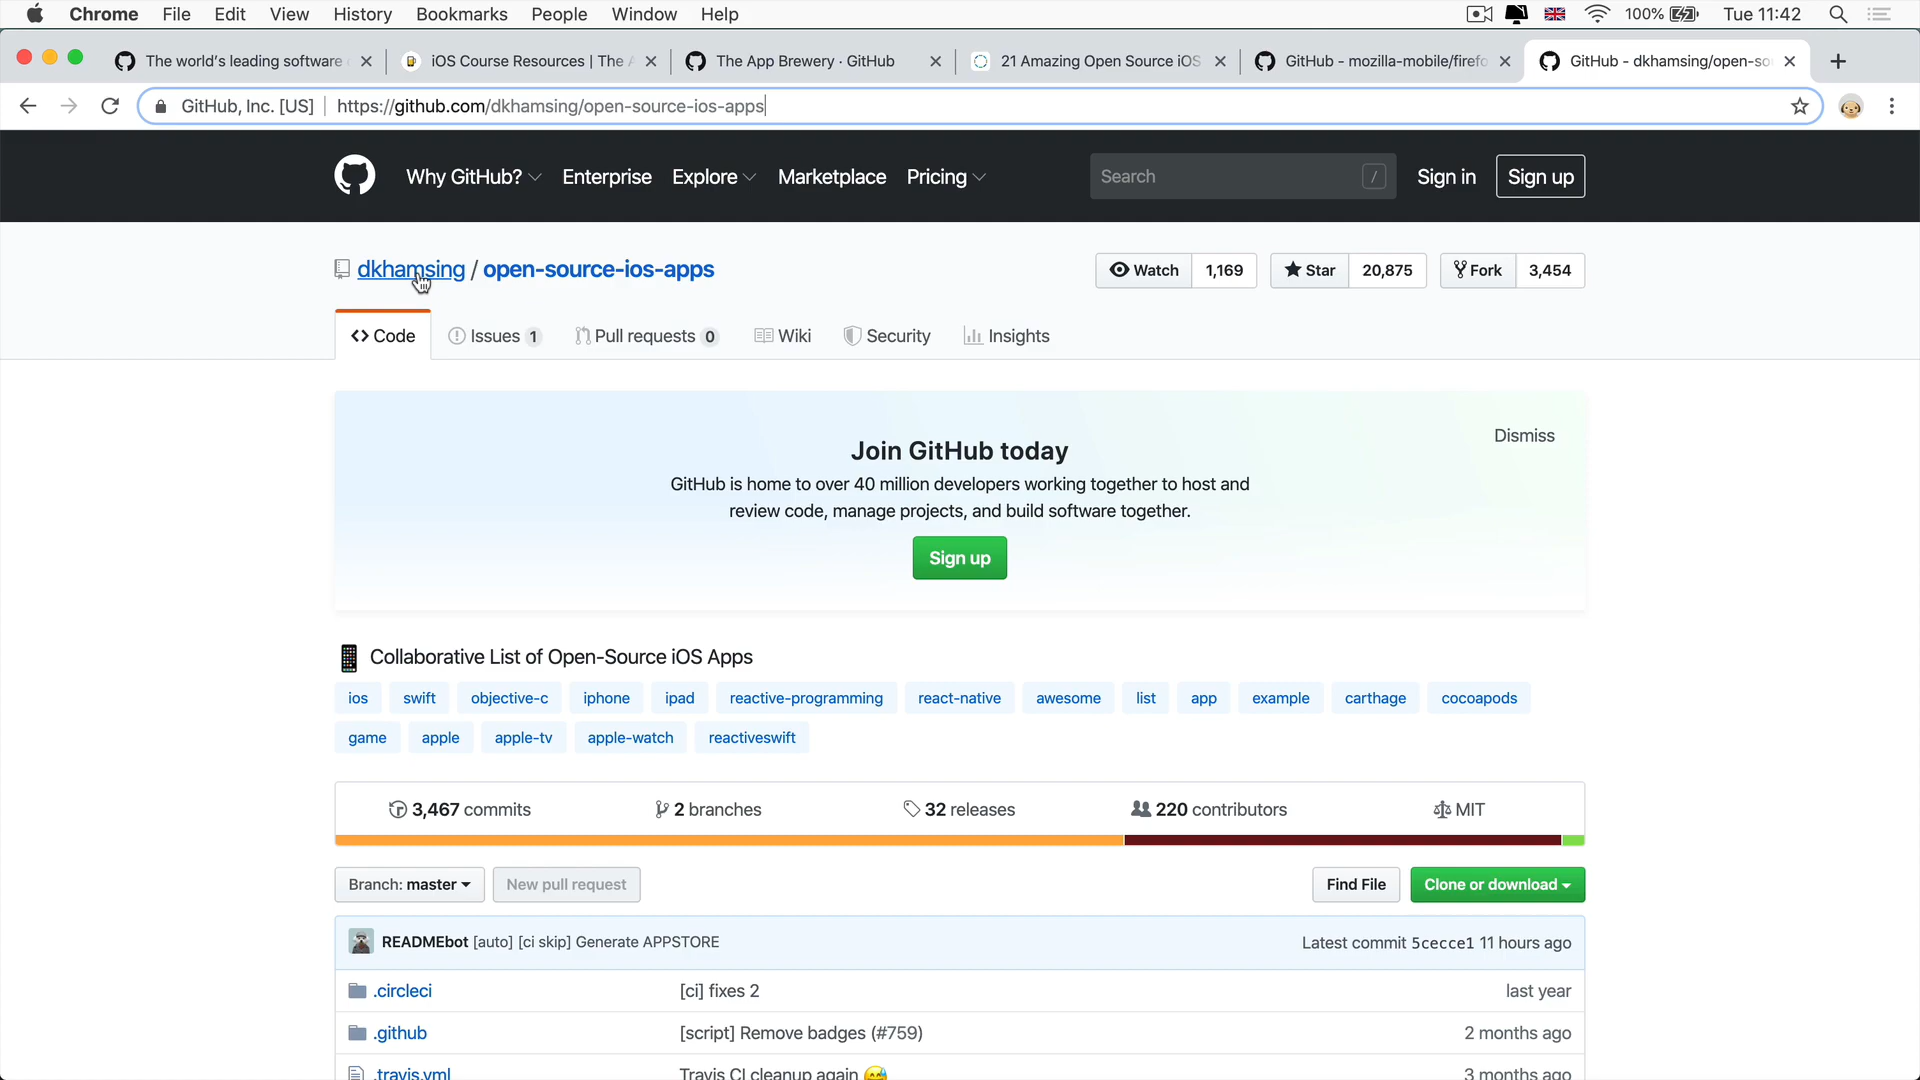 Chrome File Edit View History Bookmarks People Window Help 100% Tue 11:42
The world's leading software iOS Course Resources | The A The App Brewery · GitHub 21 Amazing Open Source iOS GitHub - mozilla-mobile/firefo GitHub - dkhamsing/open-so
GitHub, Inc. [US] https://github.com/dkhamsing/open-source-ios-apps
Why GitHub? Enterprise Explore Marketplace Pricing Search / Sign in Sign up
dkhamsing / open-source-ios-apps Watch 1,169 Star 20,875 Fork 3,454
Code Issues 1 Pull requests 0 Wiki Security Insights
Dismiss
Join GitHub today
GitHub is home to over 40 million developers working together to host and
review code, manage projects, and build software together.
Sign up
Collaborative List of Open-Source iOS Apps
ios swift objective-c iphone ipad reactive-programming react-native awesome list app example carthage cocoapods
game apple apple-tv apple-watch reactiveswift
3,467 commits 2 branches 32 releases 220 contributors MIT
Branch: master New pull request Find File Clone or download
READMEbot [auto] [ci skip] Generate APPSTORE Latest commit 5cecce1 11 hours ago
.circleci [ci] fixes 2 last year
.github [script] Remove badges (#759) 2 months ago
.travis.yml Travis CI cleanup again 😅 3 months ago